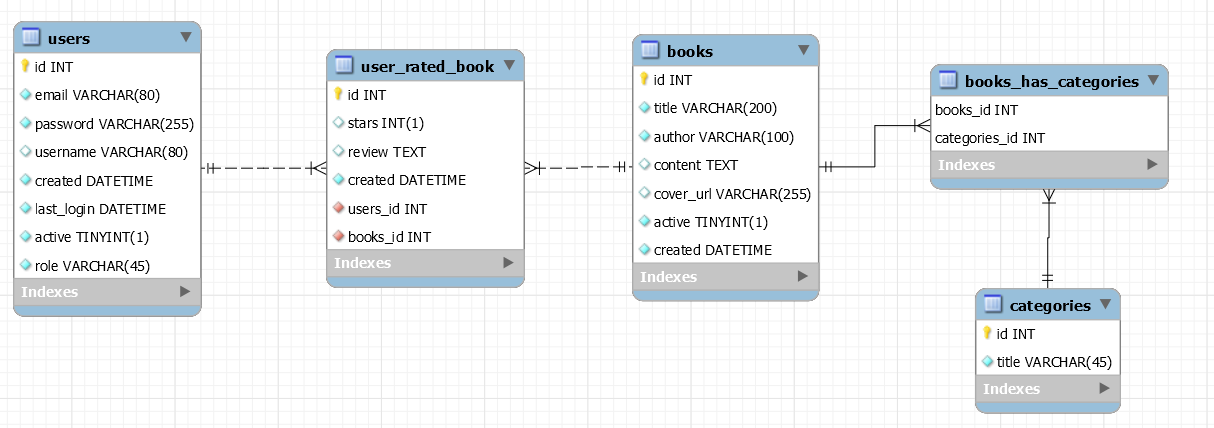 users
id INT
email VARCHAR(80)
password VARCHAR(255)
username VARCHAR(80)
created DATETIME
last_login DATETIME
active TINYINT(1)
role VARCHAR(45)
Indexes
user_rated_book
id INT
stars INT(1)
review TEXT
created DATETIME
users_id INT
books_id INT
Indexes
books
id INT
title VARCHAR(200)
author VARCHAR(100)
content TEXT
cover_url VARCHAR(255)
active TINYINT(1)
created DATETIME
Indexes
books_has_categories
books_id INT
categories_id INT
Indexes
categories
id INT
title VARCHAR(45)
Indexes